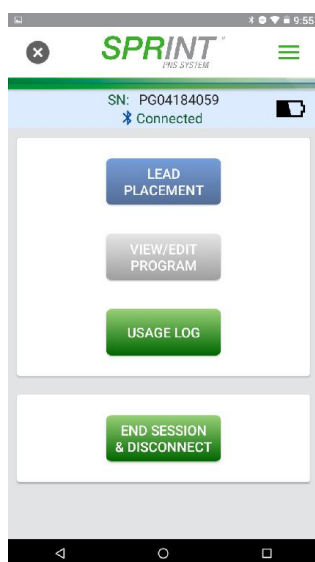 9:55
SPRINT
PNS SYSTEM
SN: PG04184059
Connected
LEAD
PLACEMENT
VIEW/EDIT
PROGRAM
USAGE LOG
END SESSION
& DISCONNECT